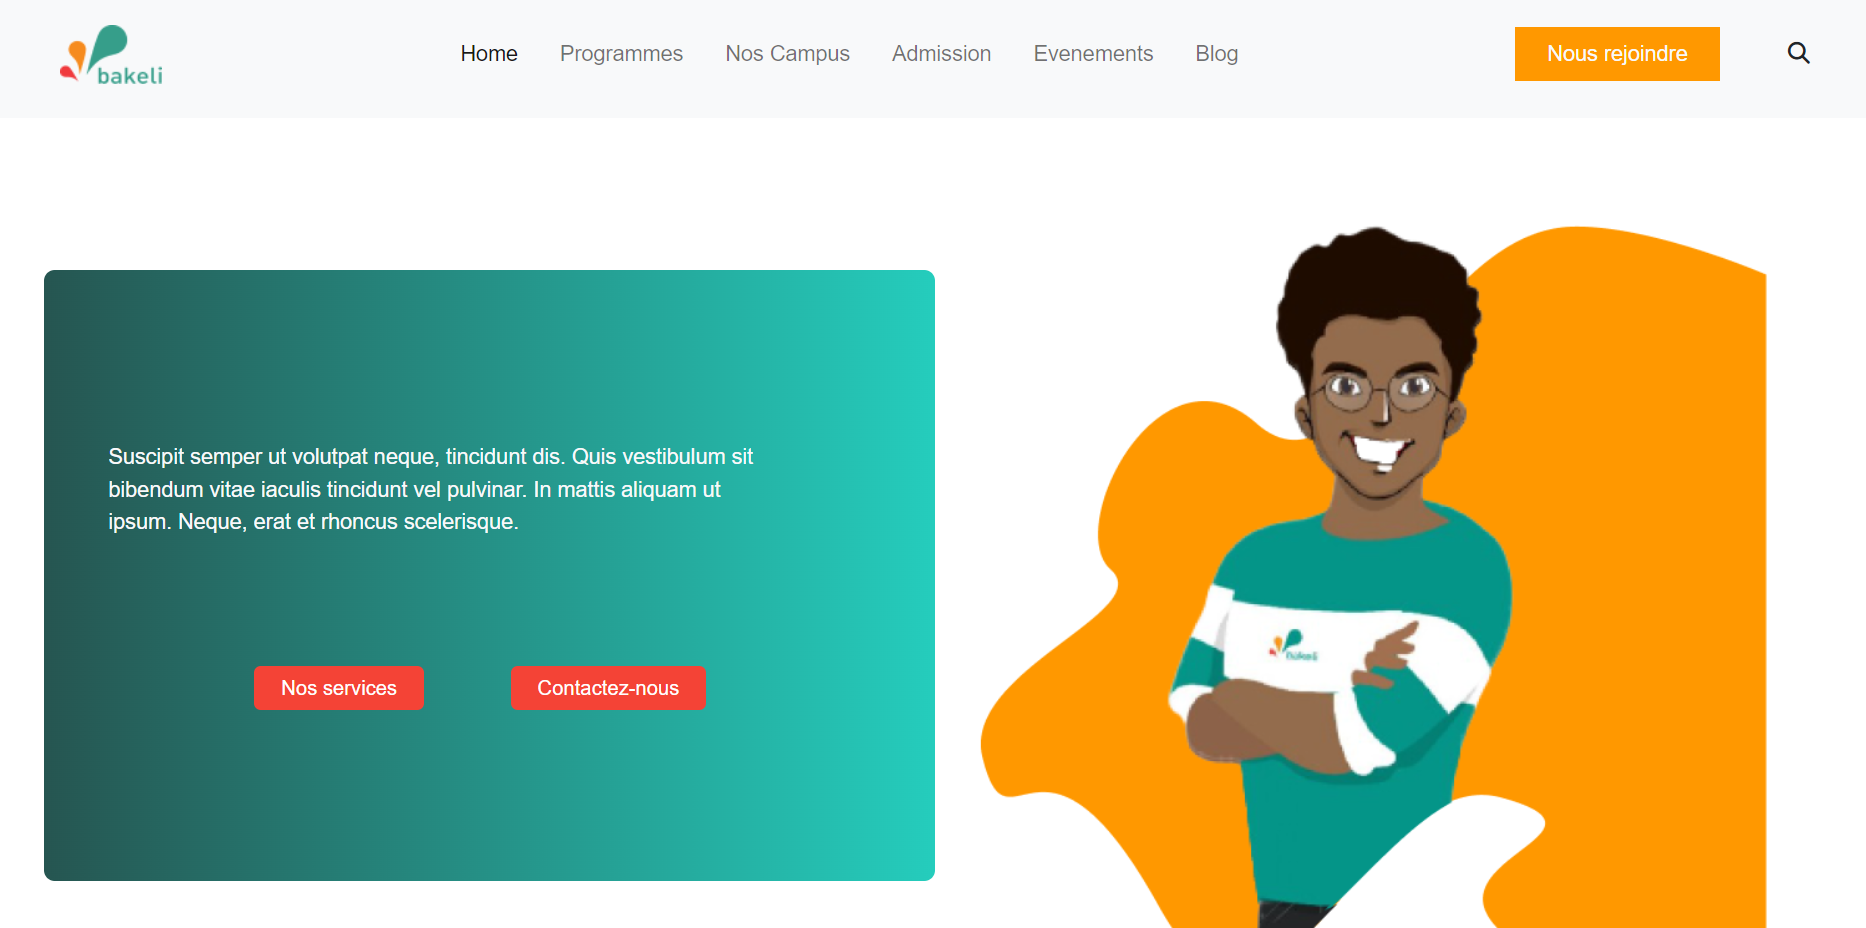 bakeli
Home
Programmes
Nos Campus
Admission
Evenements
Blog
Nous rejoindre
Suscipit semper ut volutpat neque, tincidunt dis. Quis vestibulum sit
bibendum vitae iaculis tincidunt vel pulvinar. In mattis aliquam ut
ipsum. Neque, erat et rhoncus scelerisque.
Nos services
Contactez-nous
bakeli